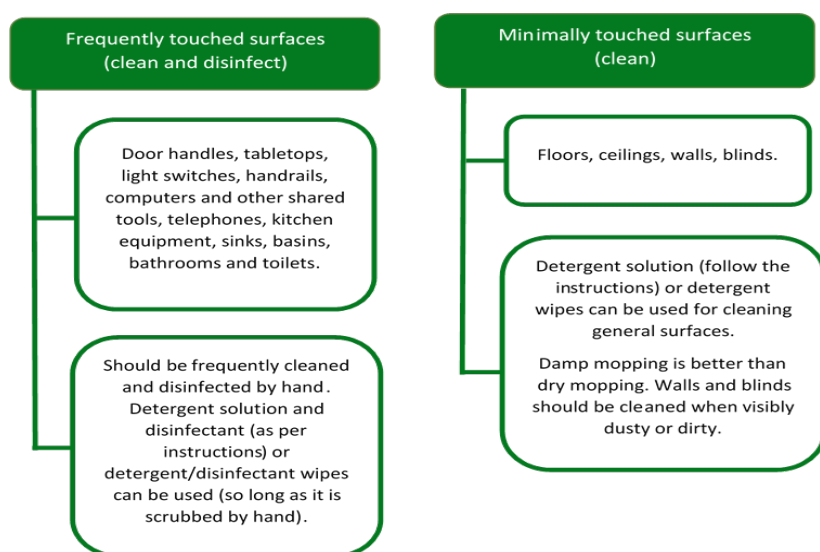 Frequently touched surfaces
(clean and disinfect)
Door handles, tabletops,
light switches, handrails,
computers and other shared
tools, telephones, kitchen
equipment, sinks, basins,
bathrooms and toilets.
Should be frequently cleaned
and disinfected by hand.
Detergent solution and
disinfectant (as per
instructions) or
detergent/disinfectant wipes
can be used (so long as it is
scrubbed by hand).
Minimally touched surfaces
(clean)
Floors, ceilings, walls, blinds.
Detergent solution (follow the
instructions) or detergent
wipes can be used for cleaning
general surfaces.
Damp mopping is better than
dry mopping. Walls and blinds
should be cleaned when visibly
dusty or dirty.